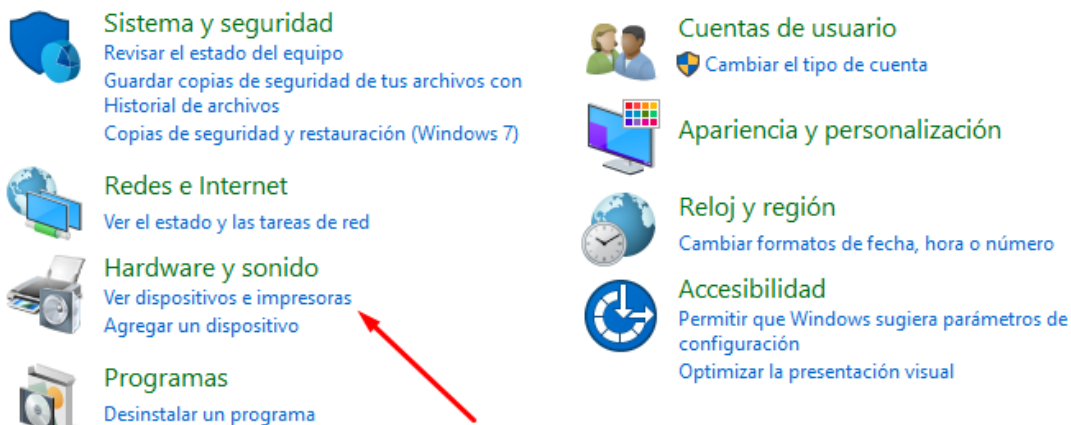 Sistema y seguridad
Revisar el estado del equipo
Guardar copias de seguridad de tus archivos con
Historial de archivos
Copias de seguridad y restauración (Windows 7)
Redes e Internet
Ver el estado y las tareas de red
Hardware y sonido
Ver dispositivos e impresoras
Agregar un dispositivo
Programas
Desinstalar un programa
Cuentas de usuario
Cambiar el tipo de cuenta
Apariencia y personalización
Reloj y región
Cambiar formatos de fecha, hora o número
Accesibilidad
Permitir que Windows sugiera parámetros de
configuración
Optimizar la presentación visual